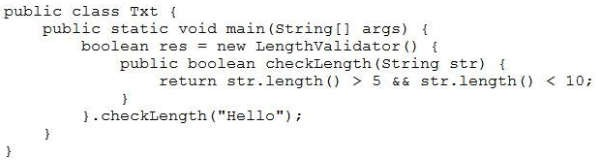 public class Txt {
    public static void main(String[] args) {
        boolean res = new LengthValidator() {
            public boolean checkLength(String str) {
                return str.length() > 5 && str.length() < 10;
            }
        }.checkLength("Hello");
    }
}